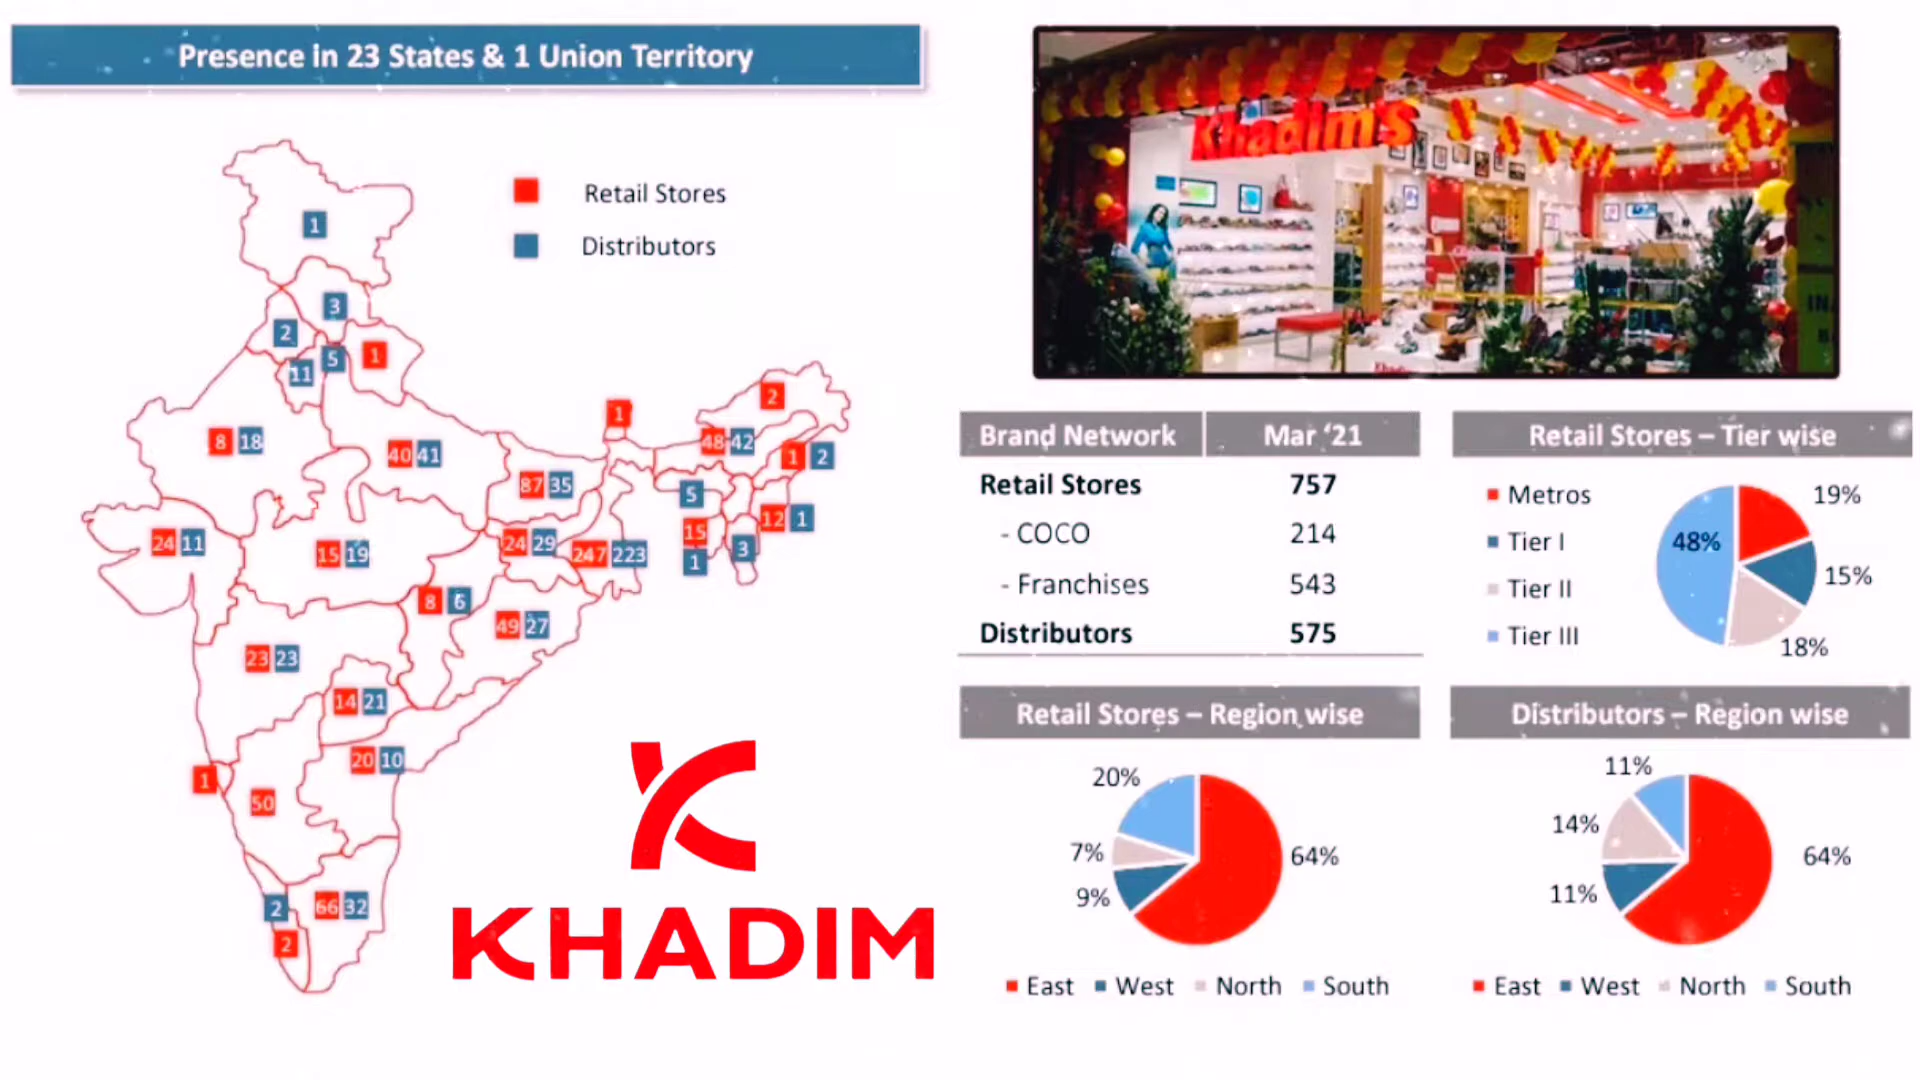 Presence in 23 States & 1 Union Territory
Retail Stores
Distributors
1
3
2
5
1
11
2
1
48 42
8 18
40 41
1 2
87 35
5
12 1
15
24 11
15 19
24 29
247 223
3
1
8 6
49 27
23 23
14 21
20 10
1
50
2
66 32
2
KHADIM
Khadim's
Brand Network Mar ‘21
Retail Stores 757
- COCO 214
- Franchises 543
Distributors 575
Retail Stores – Tier wise
Metros
Tier I
Tier II
Tier III
19%
48%
15%
18%
Retail Stores – Region wise
20%
7%
9%
64%
East West North South
Distributors – Region wise
11%
14%
11%
64%
East West North South